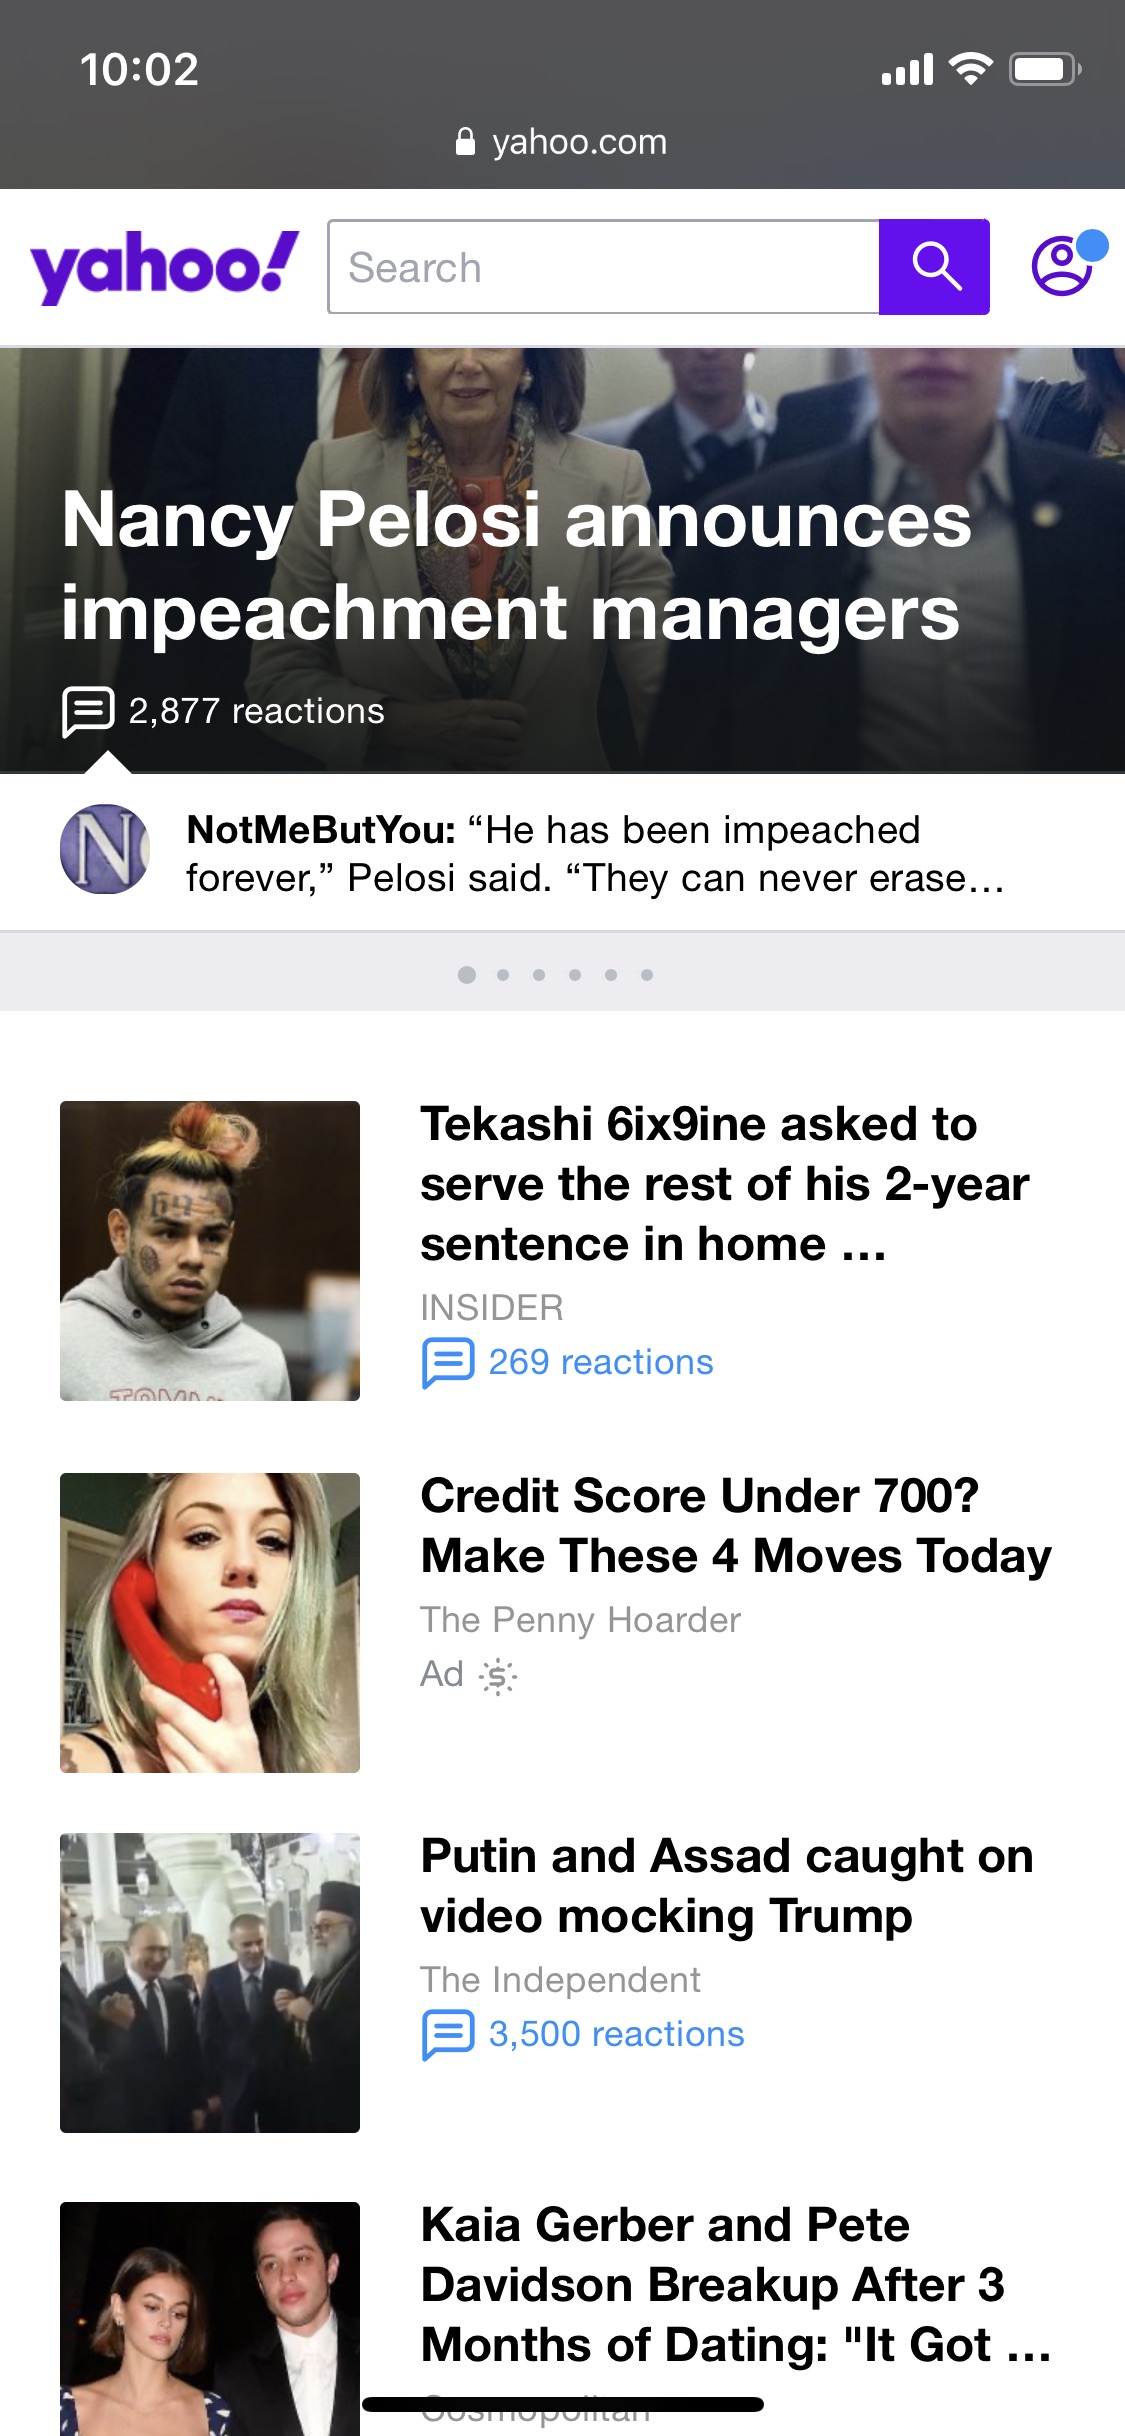 10:02
yahoo.com
yahoo!
Search
Nancy Pelosi announces
impeachment managers
2,877 reactions
N
NotMeButYou: “He has been impeached
forever,” Pelosi said. “They can never erase...
Tekashi 6ix9ine asked to
serve the rest of his 2-year
sentence in home ...
INSIDER
269 reactions
69
TOMMY
Credit Score Under 700?
Make These 4 Moves Today
The Penny Hoarder
Ad
Putin and Assad caught on
video mocking Trump
The Independent
3,500 reactions
Kaia Gerber and Pete
Davidson Breakup After 3
Months of Dating: "It Got ...
Cosmopolitan